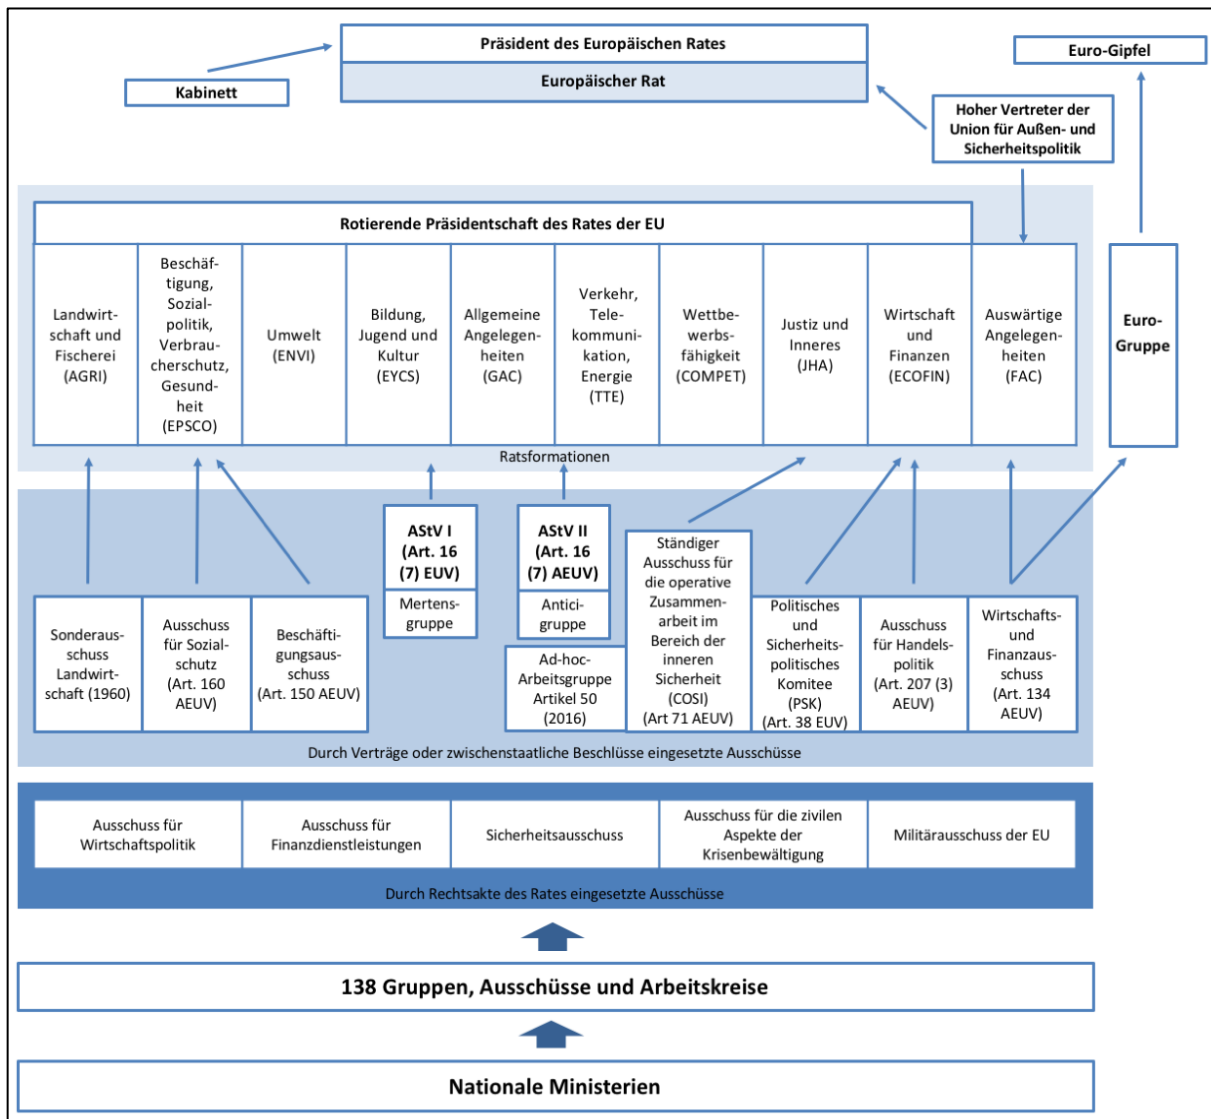 Präsident des Europäischen Rates
Europäischer Rat
Kabinett
Euro-Gipfel
Hoher Vertreter der
Union für Außen- und
Sicherheitspolitik
Rotierende Präsidentschaft des Rates der EU
Landwirt-
schaft und
Fischerei
(AGRI)
Beschäf-
tigung,
Sozial-
politik,
Verbrau-
cherschutz,
Gesund-
heit
(EPSCO)
Umwelt
(ENVI)
Bildung,
Jugend und
Kultur
(EYCS)
Allgemeine
Angelegen-
heiten
(GAC)
Verkehr,
Tele-
kommuni-
kation,
Energie
(TTE)
Wettbe-
werbs-
fähigkeit
(COMPET)
Justiz und
Inneres
(JHA)
Wirtschaft
und
Finanzen
(ECOFIN)
Auswärtige
Angelegen-
heiten
(FAC)
Euro-
Gruppe
Ratsformationen
AStV I
(Art. 16
(7) EUV)
Mertens-
gruppe
AStV II
(Art. 16
(7) AEUV)
Antici-
gruppe
Ad-hoc-
Arbeitsgruppe
Artikel 50
(2016)
Sonderaus-
schuss
Landwirt-
schaft (1960)
Ausschuss
für Sozial-
schutz
(Art. 160
AEUV)
Beschäfti-
gungsaus-
schuss
(Art. 150 AEUV)
Ständiger
Ausschuss für
die operative
Zusammen-
arbeit im
Bereich der
inneren
Sicherheit
(COSI)
(Art 71 AEUV)
Politisches
und
Sicherheits-
politisches
Komitee
(PSK)
(Art. 38 EUV)
Ausschuss
für Handels-
politik
(Art. 207 (3)
AEUV)
Wirtschafts-
und
Finanzaus-
schuss
(Art. 134
AEUV)
Durch Verträge oder zwischenstaatliche Beschlüsse eingesetzte Ausschüsse
Ausschuss für
Wirtschaftspolitik
Ausschuss für
Finanzdienstleistungen
Sicherheitsausschuss
Ausschuss für die zivilen
Aspekte der
Krisenbewältigung
Militärausschuss der EU
Durch Rechtsakte des Rates eingesetzte Ausschüsse
138 Gruppen, Ausschüsse und Arbeitskreise
Nationale Ministerien